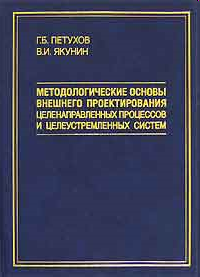 Г.Б. ПЕТУХОВ
В.И. ЯКУНИН
МЕТОДОЛОГИЧЕСКИЕ ОСНОВЫ
ВНЕШНЕГО ПРОЕКТИРОВАНИЯ
ЦЕЛЕНАПРАВЛЕННЫХ ПРОЦЕССОВ
И ЦЕЛЕУСТРЕМЛЕННЫХ СИСТЕМ